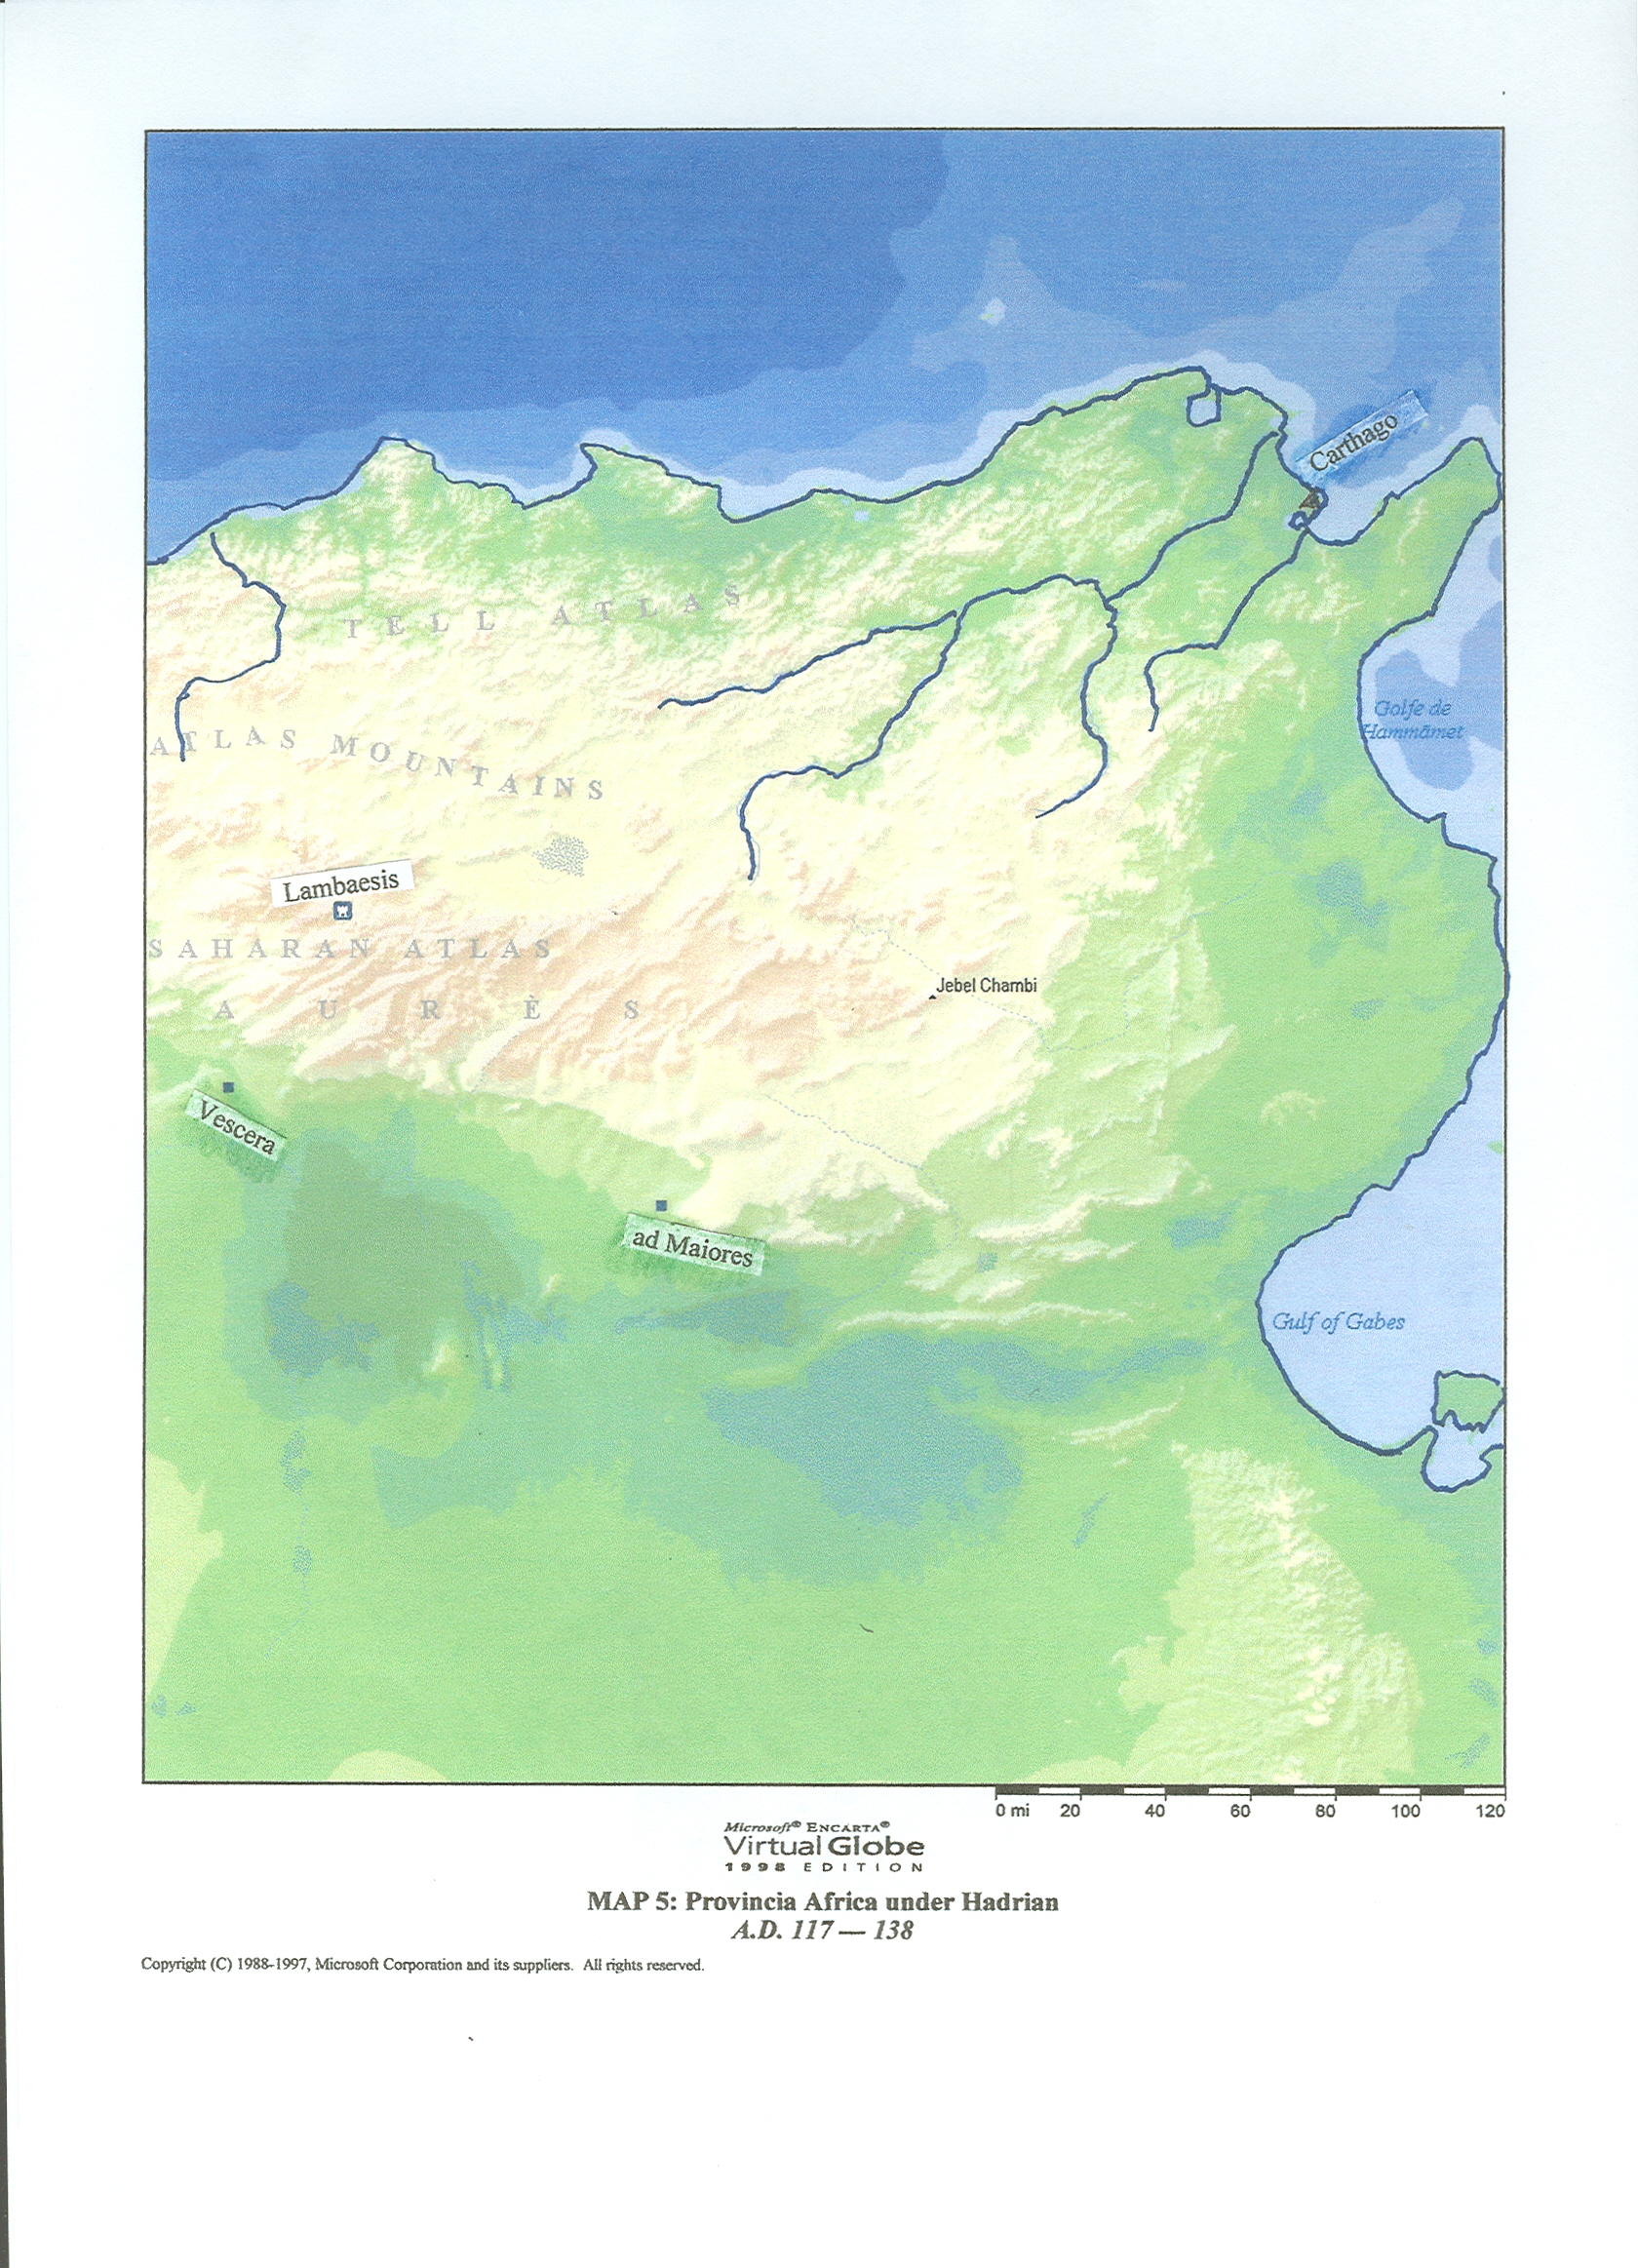 Carthago
TELL ATLAS
Golfe de
Hammāmet
ATLAS MOUNTAINS
Lambaesis
SAHARAN ATLAS
Jebel Chambi
AURÈS
Vescera
ad Maiores
Gulf of Gabes
0 mi 20 40 60 80 100 120
Microsoft® ENCARTA®
Virtual Globe
1998 EDITION
MAP 5: Provincia Africa under Hadrian
A.D. 117 — 138
Copyright (C) 1988-1997, Microsoft Corporation and its suppliers. All rights reserved.